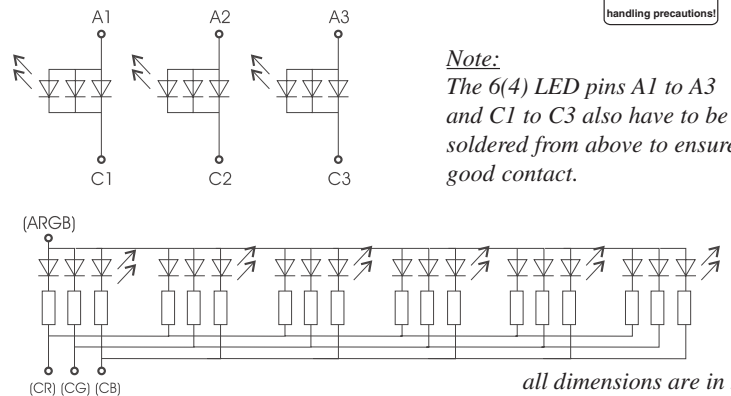 handling precautions!
A1 A2 A3
Note:
The 6(4) LED pins A1 to A3
and C1 to C3 also have to be
soldered from above to ensure
good contact.
C1 C2 C3
(ARGB)
(CR) (CG) (CB)
all dimensions are in